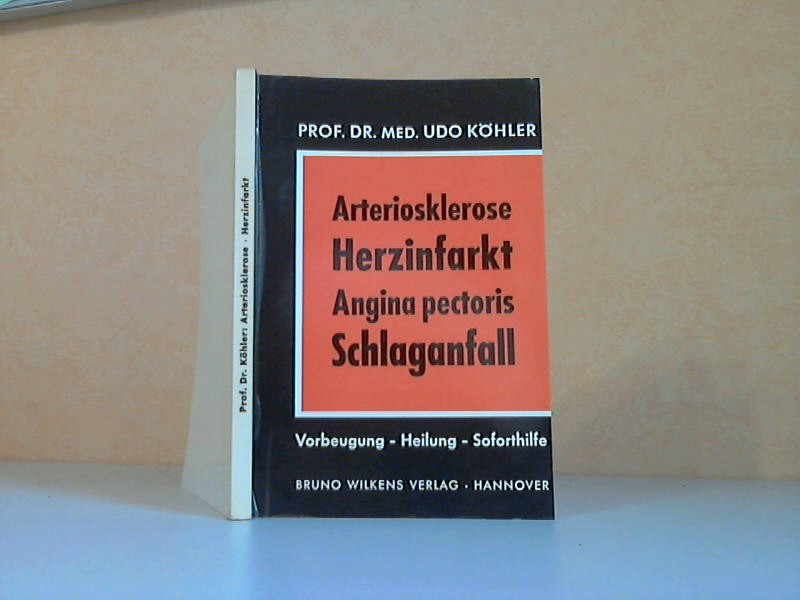 Prof. Dr. Köhler: Arteriosklerose · Herzinfarkt
PROF. DR. MED. UDO KÖHLER
Arteriosklerose
Herzinfarkt
Angina pectoris
Schlaganfall
Vorbeugung - Heilung - Soforthilfe
BRUNO WILKENS VERLAG · HANNOVER